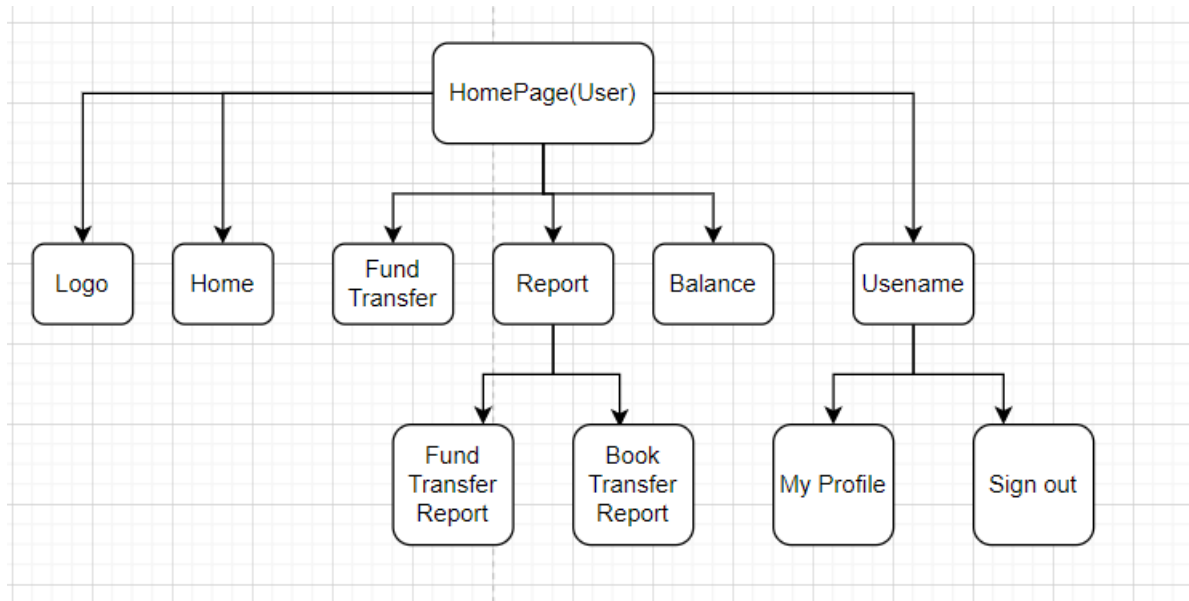 HomePage(User)
Logo
Home
Fund
Transfer
Report
Balance
Usename
Fund
Transfer
Report
Book
Transfer
Report
My Profile
Sign out